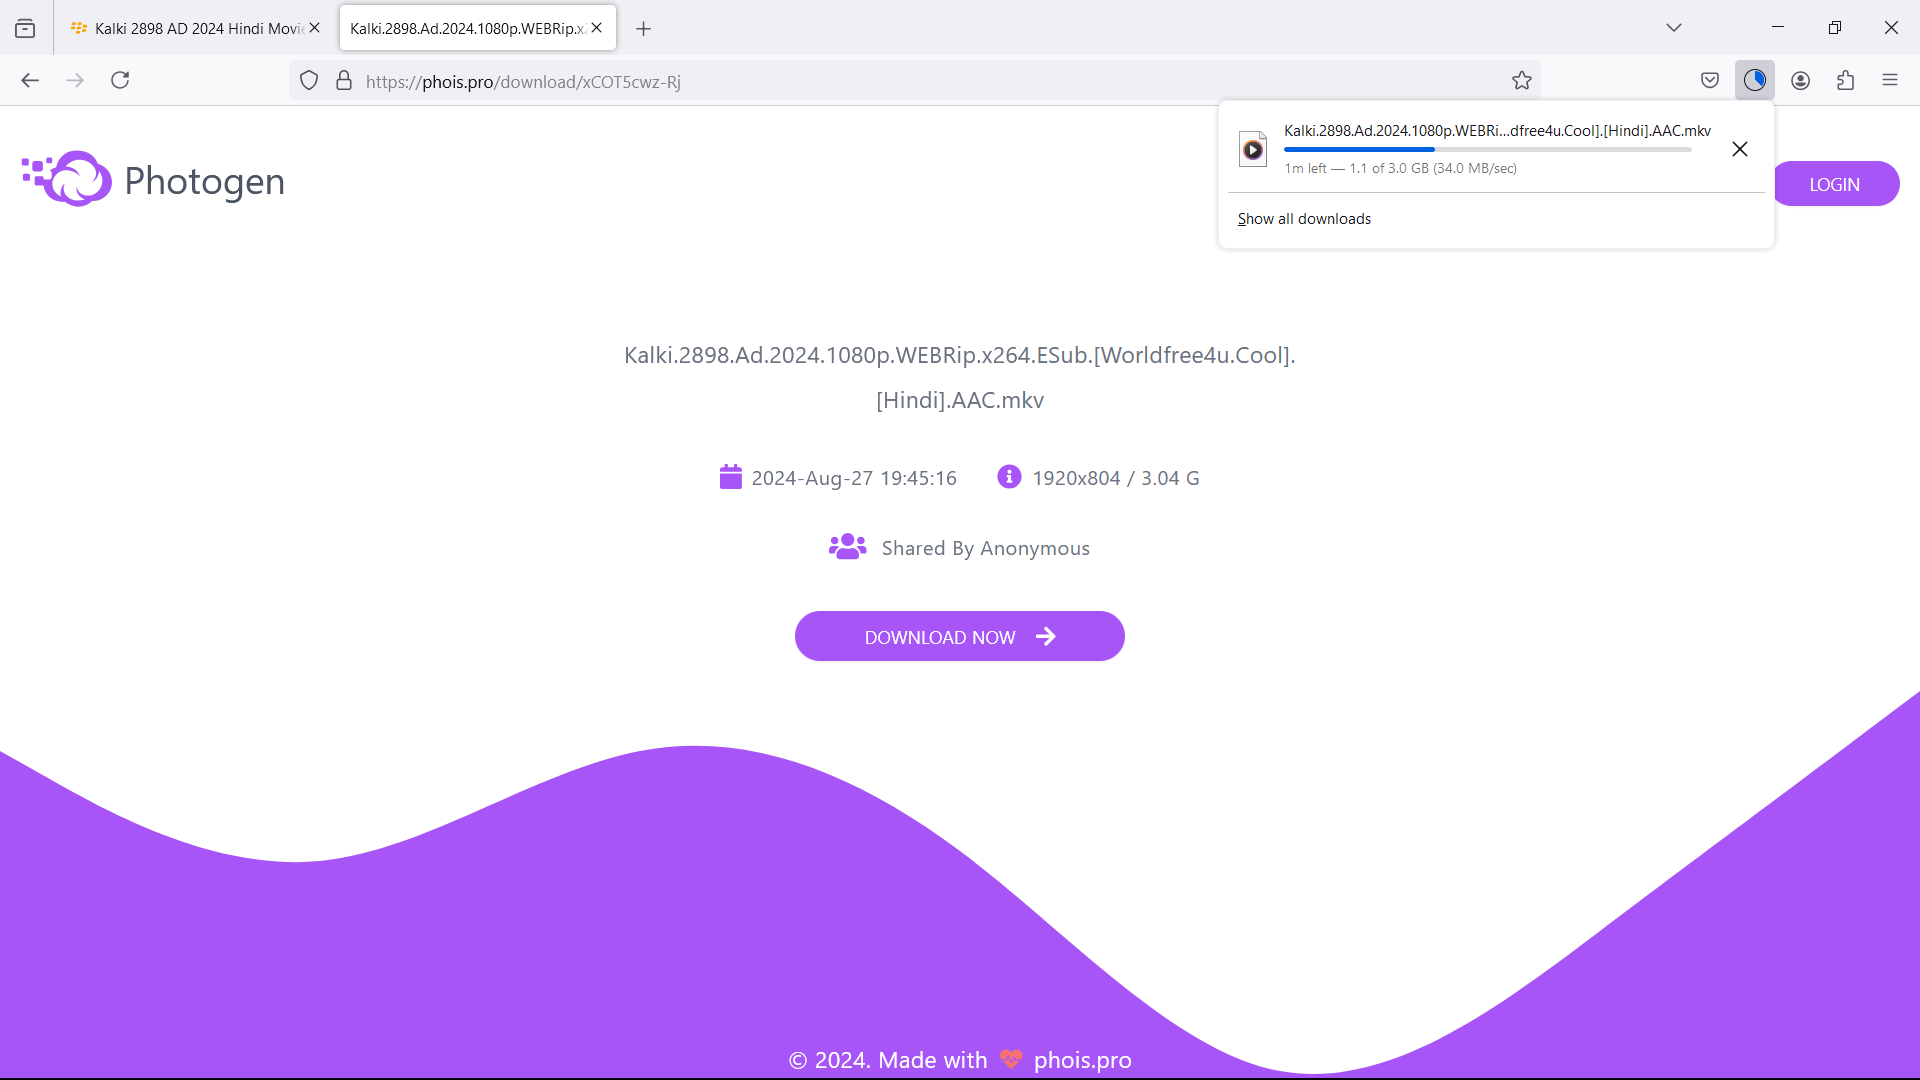 Kalki 2898 AD 2024 Hindi Movie
Kalki.2898.Ad.2024.1080p.WEBRip.x2
https://phois.pro/download/xCOT5cwz-Rj
Kalki.2898.Ad.2024.1080p.WEBRi...dfree4u.Cool].[Hindi].AAC.mkv
1m left — 1.1 of 3.0 GB (34.0 MB/sec)
Show all downloads
Photogen
LOGIN
Kalki.2898.Ad.2024.1080p.WEBRip.x264.ESub.[Worldfree4u.Cool].
[Hindi].AAC.mkv
2024-Aug-27 19:45:16 1920x804 / 3.04 G
Shared By Anonymous
DOWNLOAD NOW
© 2024. Made with phois.pro